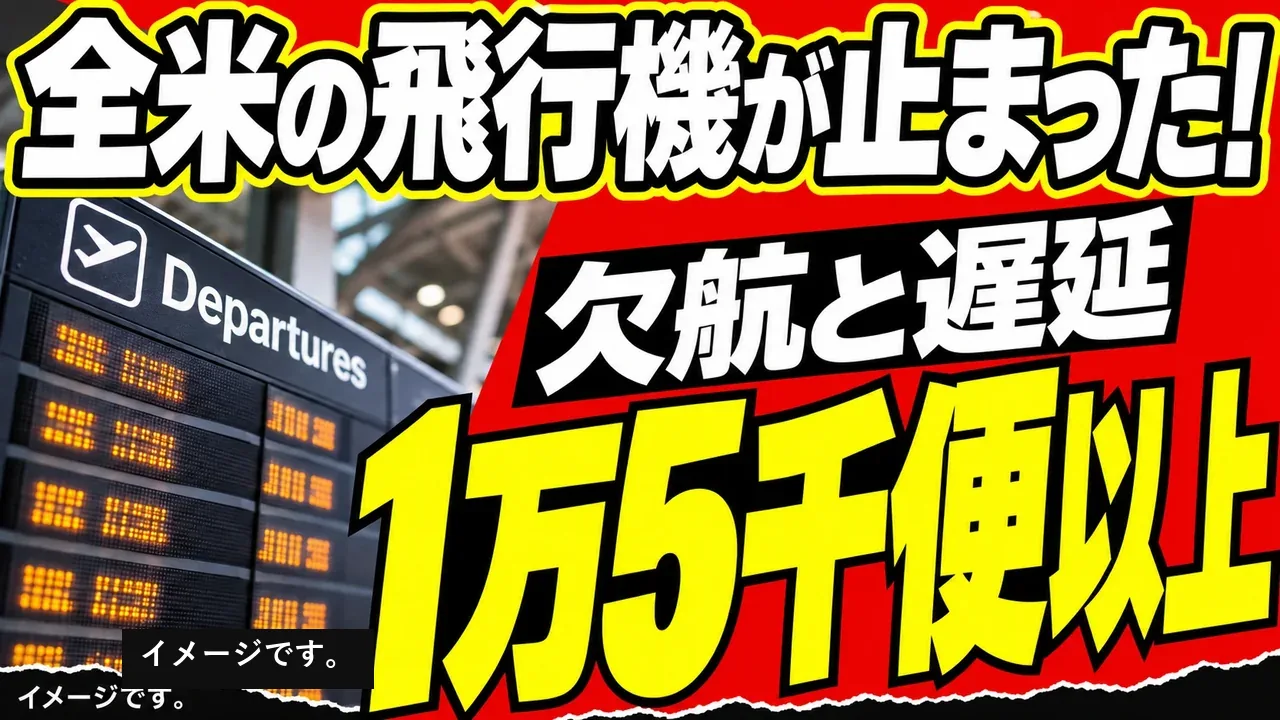 全米の飛行機が止まった!
欠航と遅延
Departures
1万5千便以上
イメージです。
イメージです。